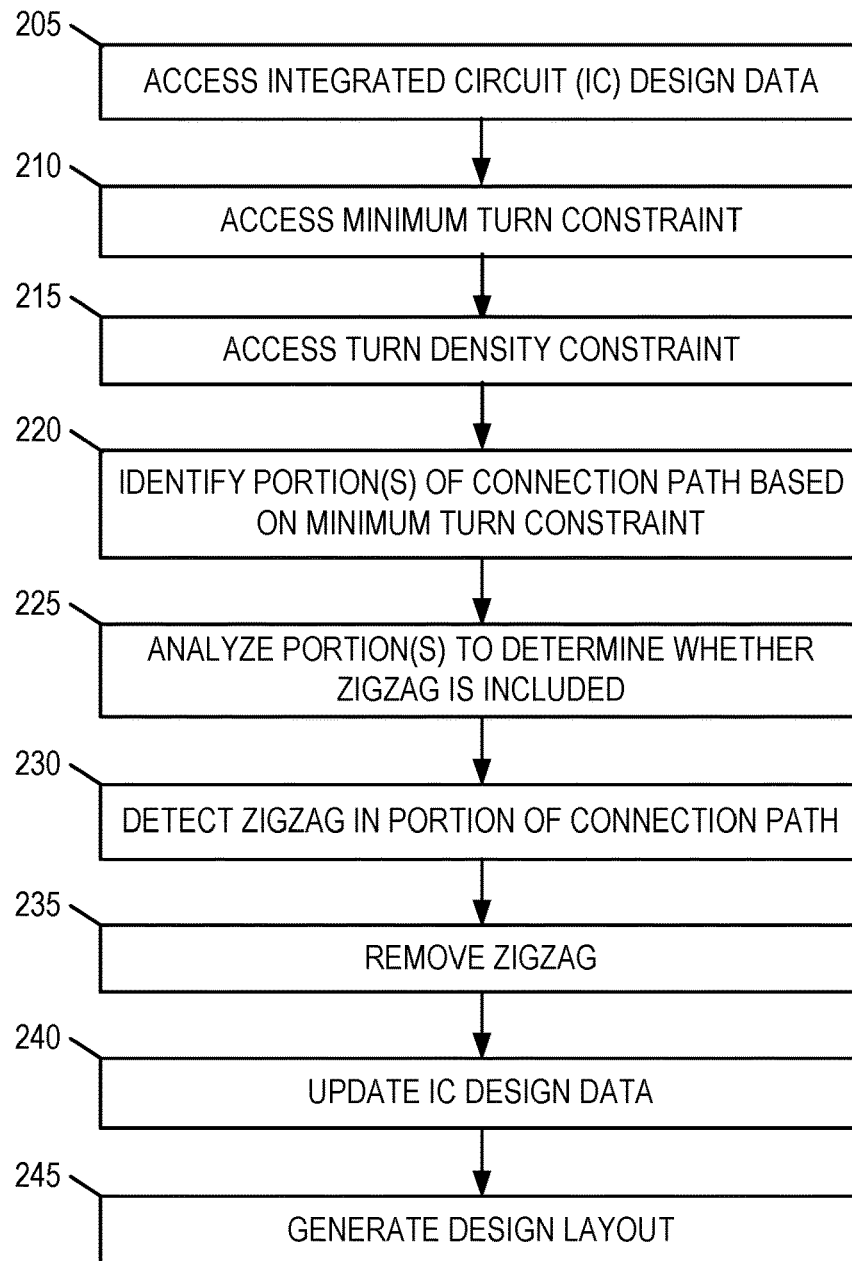 205
ACCESS INTEGRATED CIRCUIT (IC) DESIGN DATA
210
ACCESS MINIMUM TURN CONSTRAINT
215
ACCESS TURN DENSITY CONSTRAINT
220
IDENTIFY PORTION(S) OF CONNECTION PATH BASED
ON MINIMUM TURN CONSTRAINT
225
ANALYZE PORTION(S) TO DETERMINE WHETHER
ZIGZAG IS INCLUDED
230
DETECT ZIGZAG IN PORTION OF CONNECTION PATH
235
REMOVE ZIGZAG
240
UPDATE IC DESIGN DATA
245
GENERATE DESIGN LAYOUT